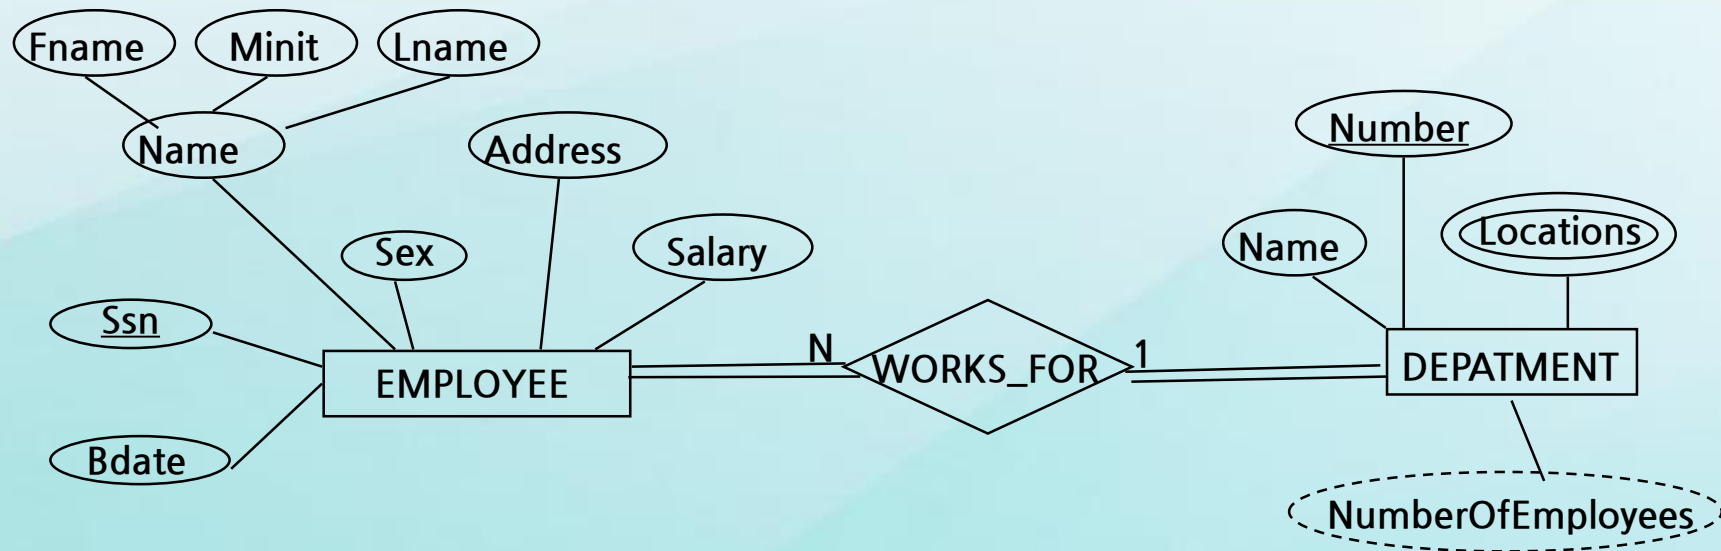 Fname
Minit
Lname
Name
Address
Number
Sex
Salary
Name
Locations
Ssn
N
WORKS_FOR
1
DEPATMENT
EMPLOYEE
Bdate
NumberOfEmployees